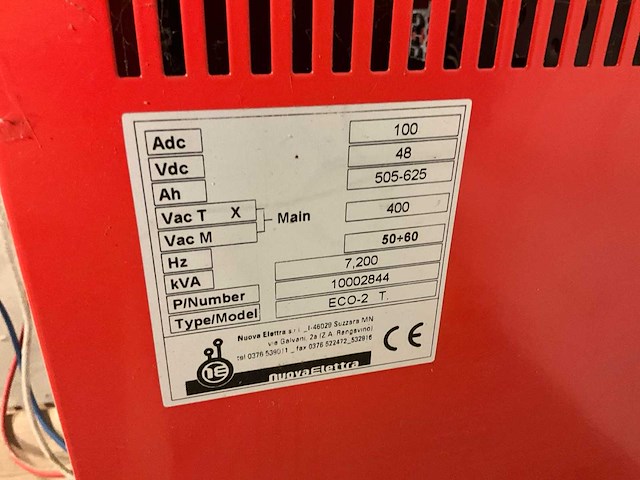 Adc 100
Vdc 48
Ah 505-625
Vac T X Main 400
Vac M
Hz 50÷60
kVA 7,200
P/Number 10002844
Type/Model ECO-2 T.
Nuova Elettra s.r.l. _I-46029 Suzzara MN
via Galvani, 2a (Z.A. Rangavino)
tel 0376 539011 _ fax 0376 522472_532816
CE
nuovaElettra